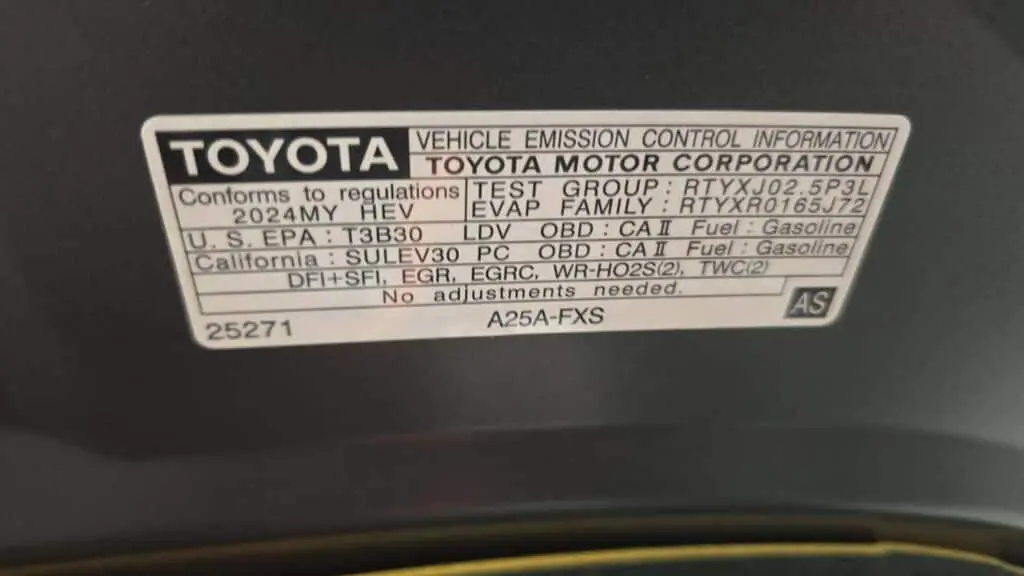 TOYOTA
VEHICLE EMISSION CONTROL INFORMATION
TOYOTA MOTOR CORPORATION
Conforms to regulations
2024MY HEV
TEST GROUP : RTYXJ02.5P3L
EVAP FAMILY : RTYXR0165J72
U. S. EPA : T3B30 LDV OBD : CA II Fuel : Gasoline
California : SULEV30 PC OBD : CA II Fuel : Gasoline
DFI+SFI, EGR, EGRC, WR-HO2S(2), TWC(2)
No adjustments needed.
25271
A25A-FXS
AS